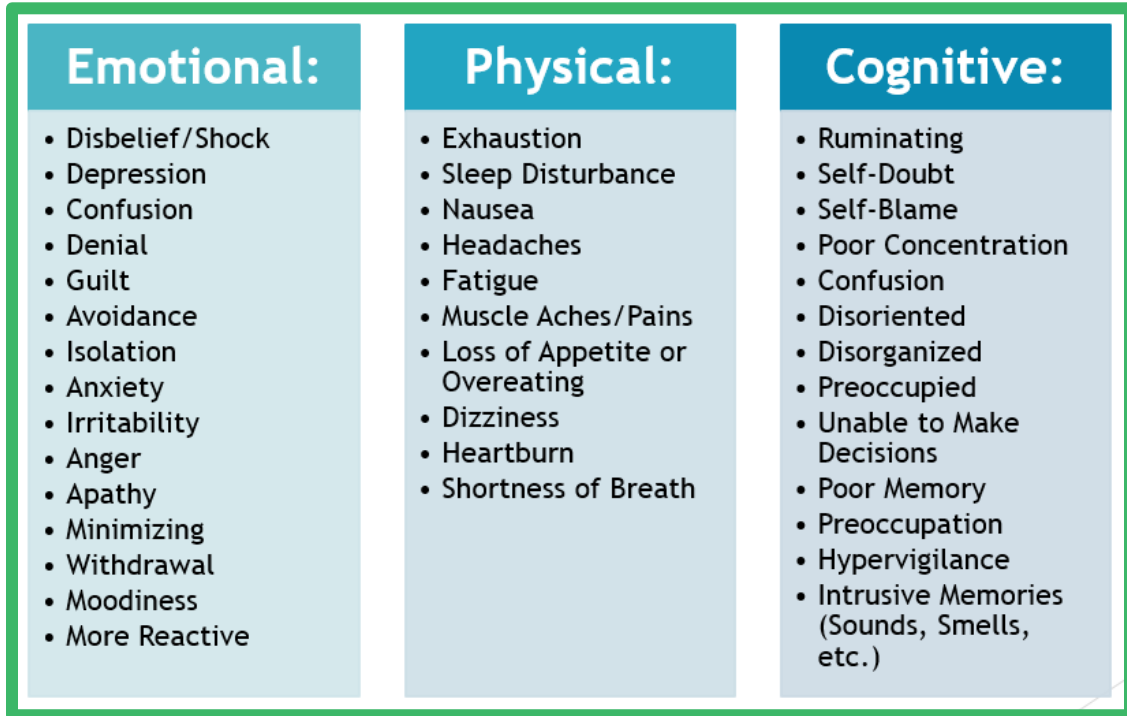 Emotional:
• Disbelief/Shock
• Depression
• Confusion
• Denial
• Guilt
• Avoidance
• Isolation
• Anxiety
• Irritability
• Anger
• Apathy
• Minimizing
• Withdrawal
• Moodiness
• More Reactive
Physical:
• Exhaustion
• Sleep Disturbance
• Nausea
• Headaches
• Fatigue
• Muscle Aches/Pains
• Loss of Appetite or
Overeating
• Dizziness
• Heartburn
• Shortness of Breath
Cognitive:
• Ruminating
• Self-Doubt
• Self-Blame
• Poor Concentration
• Confusion
• Disoriented
• Disorganized
• Preoccupied
• Unable to Make
Decisions
• Poor Memory
• Preoccupation
• Hypervigilance
• Intrusive Memories
(Sounds, Smells,
etc.)